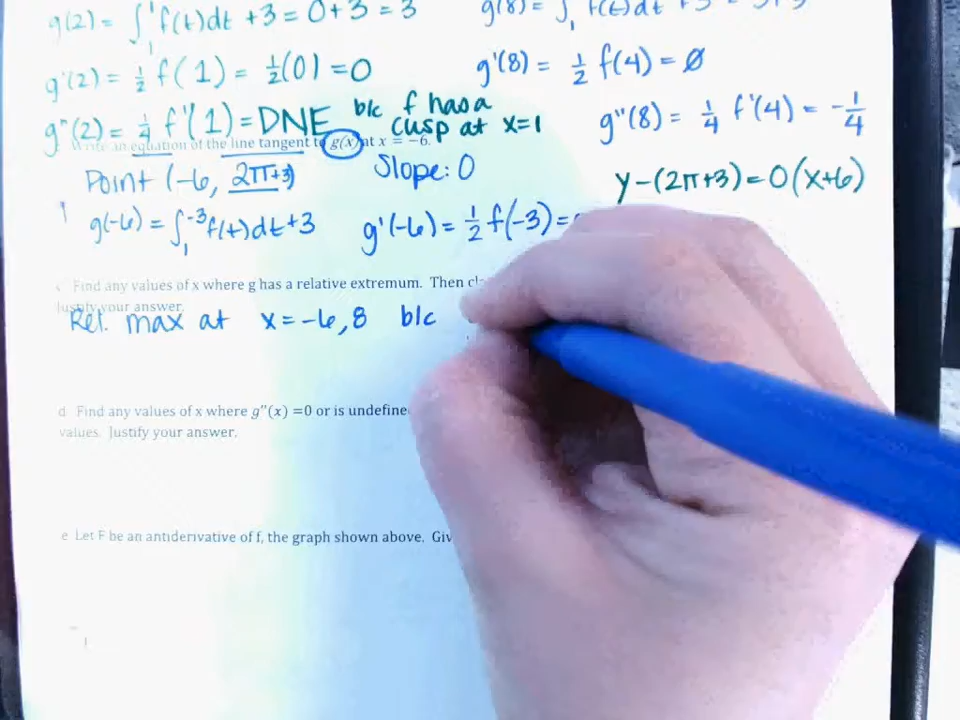 g(2) = ∫₁¹ f(t)dt + 3 = 0 + 3 = 3
g(8) = ∫₁ f(t)dt
g'(2) = 1/2 f(1) = 1/2(0) = 0
g'(8) = 1/2 f(4) = Ø
g"(2) = 1/4 f'(1) = DNE b/c f has a cusp at x=1
g"(8) = 1/4 f'(4) = -1/4
Write an equation of the line tangent to g(x) at x = −6.
Point (-6, 2π+3) Slope: 0
y-(2π+3) = 0(x+6)
g(-6) = ∫₁⁻³ f(t)dt + 3 g'(-6) = 1/2 f(-3) =
c Find any values of x where g has a relative extremum. Then
Justify your answer.
Rel. max at x = -6, 8 b/c
d Find any values of x where g"(x) =0 or is undefine
values. Justify your answer.
e Let F be an antiderivative of f, the graph shown above.